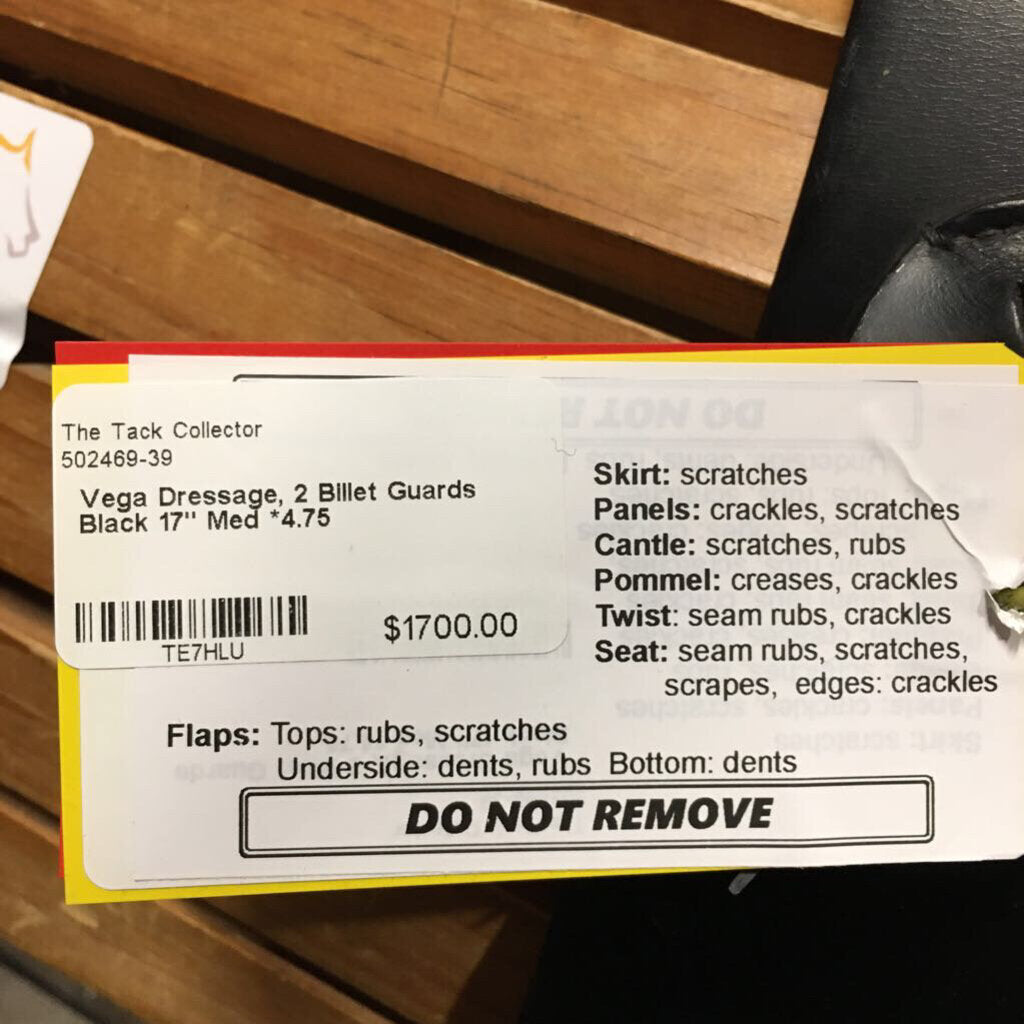 The Tack Collector
502469-39
Vega Dressage, 2 Billet Guards
Black 17" Med *4.75
TE7HLU
$1700.00
Skirt: scratches
Panels: crackles, scratches
Cantle: scratches, rubs
Pommel: creases, crackles
Twist: seam rubs, crackles
Seat: seam rubs, scratches,
scrapes, edges: crackles
Flaps: Tops: rubs, scratches
Underside: dents, rubs Bottom: dents
DO NOT REMOVE